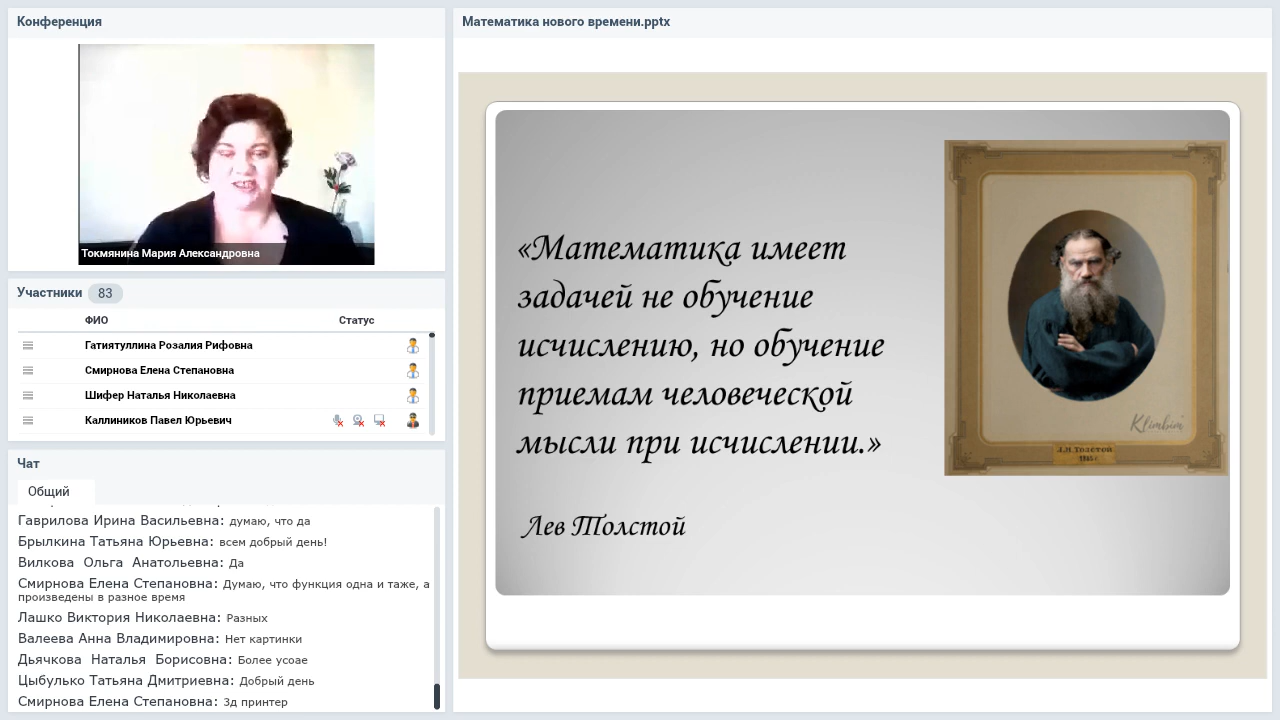 Конференция
Токмянина Мария Александровна
Участники 83
ФИО Статус
Гатиятуллина Розалия Рифовна
Смирнова Елена Степановна
Шифер Наталья Николаевна
Каллиников Павел Юрьевич
Чат
Общий
Гаврилова Ирина Васильевна: думаю, что да
Брылкина Татьяна Юрьевна: всем добрый день!
Вилкова Ольга Анатольевна: Да
Смирнова Елена Степановна: Думаю, что функция одна и таже, а
произведены в разное время
Лашко Виктория Николаевна: Разных
Валеева Анна Владимировна: Нет картинки
Дьячкова Наталья Борисовна: Более усоае
Цыбулько Татьяна Дмитриевна: Добрый день
Смирнова Елена Степановна: 3д принтер
Математика нового времени.pptx
«Математика имеет
задачей не обучение
исчислению, но обучение
приемам человеческой
мысли при исчислении.»
Лев Толстой
Klimbim
Л.Н.Толстой